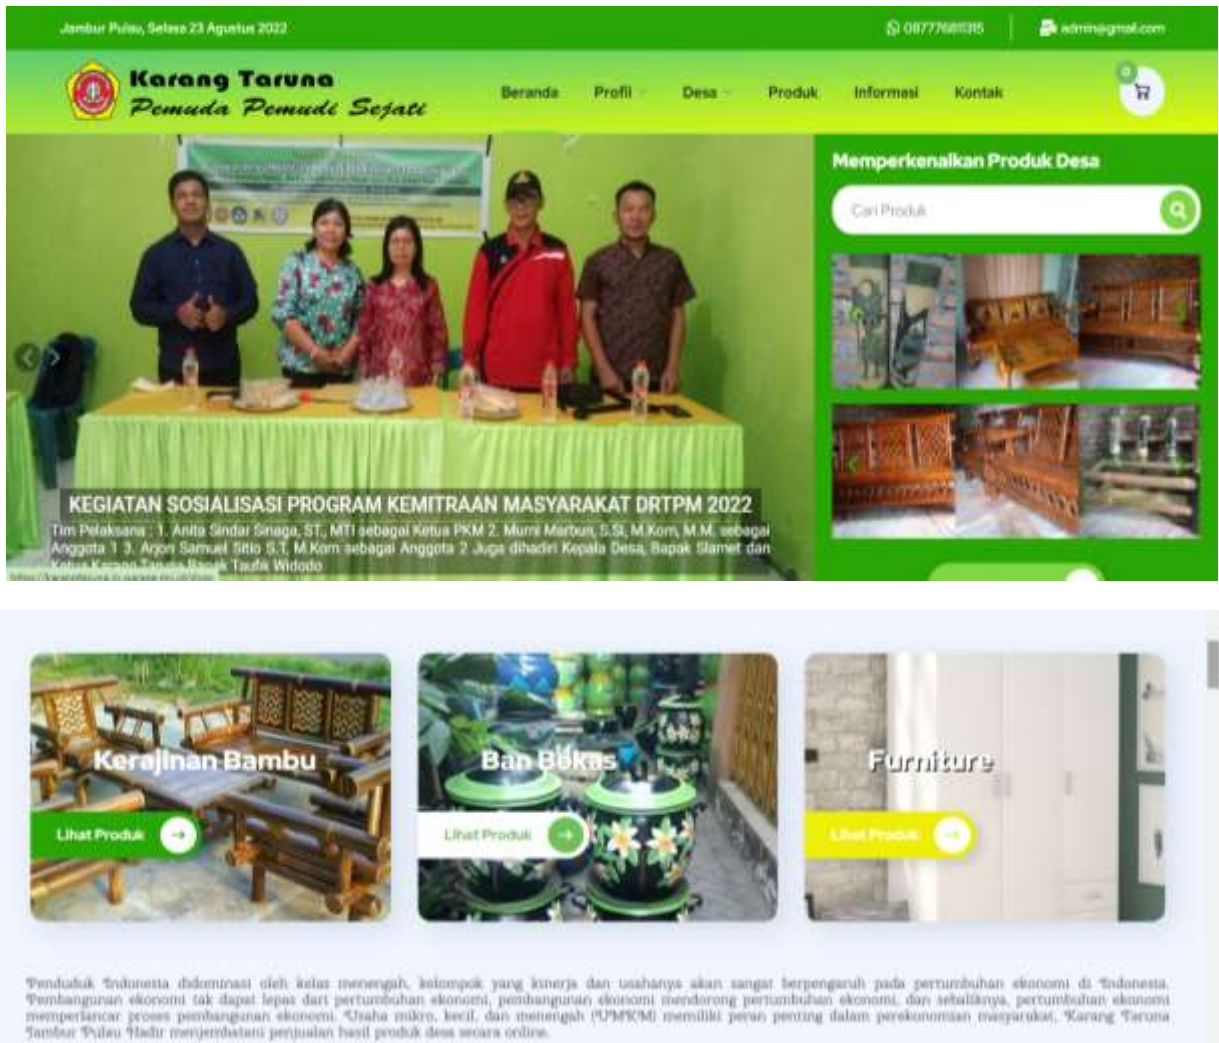 Jambur Pulau, Selasa 23 Agustus 2022
087776811315
admin@gmail.com
Karang Taruna
Pemuda Pemudi Sejati
Beranda Profil Desa Produk Informasi Kontak
0
Memperkenalkan Produk Desa
Cari Produk
KEGIATAN SOSIALISASI PROGRAM KEMITRAAN MASYARAKAT DRTPM 2022
Tim Pelaksana : 1. Anita Sindar Sinaga, ST., MTI sebagai Ketua PKM 2. Murni Marbun, S.Si, M.Kom, M.M. sebagai
Anggota 1 3. Arjon Samuel Sitio S.T, M.Kom sebagai Anggota 2 Juga dihadiri Kepala Desa, Bapak Slamet dan
Ketua Karang Taruna Bapak Taufik Widodo
Kerajinan Bambu
Lihat Produk
Ban Bekas
Lihat Produk
Furniture
Lihat Produk
Penduduk Indonesia didominasi oleh kelas menengah, kelompok yang kinerja dan usahanya akan sangat berpengaruh pada pertumbuhan ekonomi di Indonesia.
Pembangunan ekonomi tak dapat lepas dari pertumbuhan ekonomi, pembangunan ekonomi mendorong pertumbuhan ekonomi, dan sebaliknya, pertumbuhan ekonomi
memperlancar proses pembangunan ekonomi. Usaha mikro, kecil, dan menengah (UMKM) memiliki peran penting dalam perekonomian masyarakat, Karang Taruna
Jambur Pulau Hadir menjembatani penjualan hasil produk desa secara online.